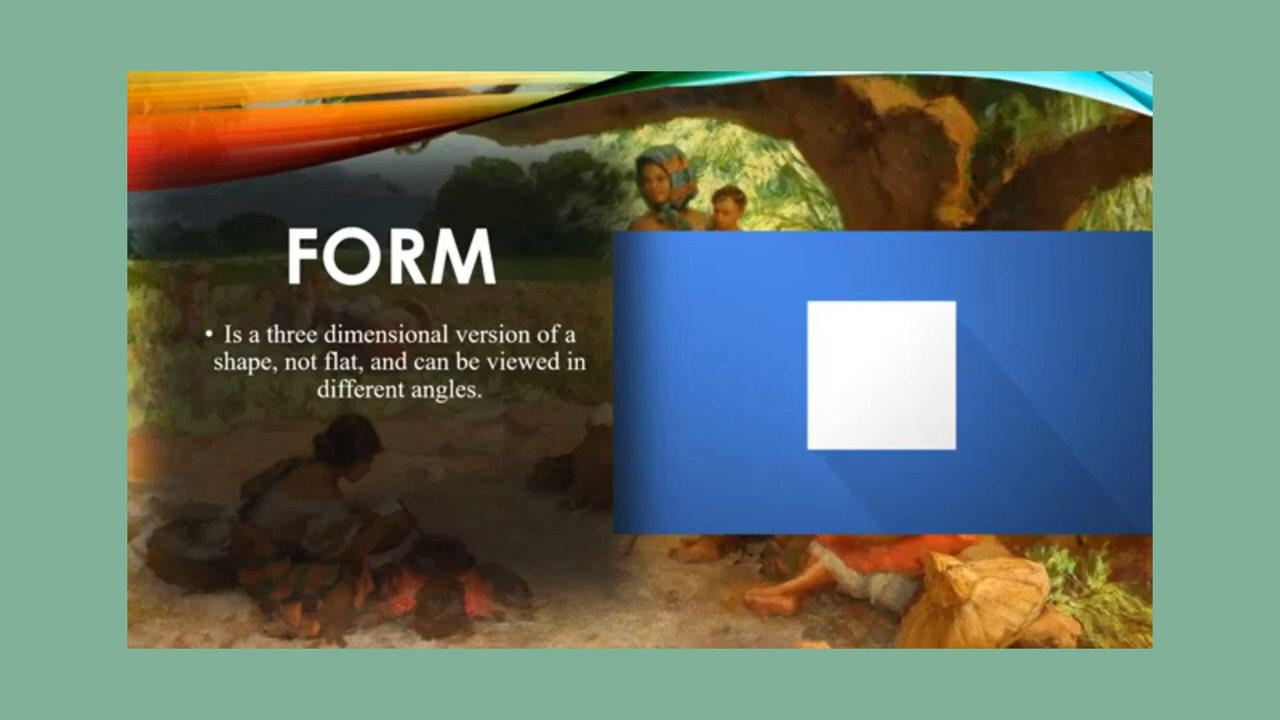 FORM
• Is a three dimensional version of a
shape, not flat, and can be viewed in
different angles.